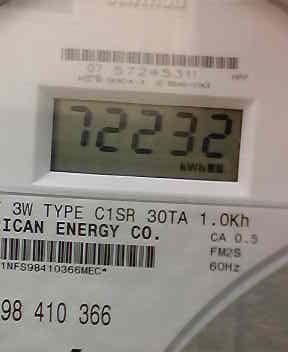 07 57245311
72232
kWh
3W TYPE C1SR 30TA 1.0Kh
ICAN ENERGY CO.
CA 0.5
FM2S
60Hz
1NFS98410366MEC*
98 410 366